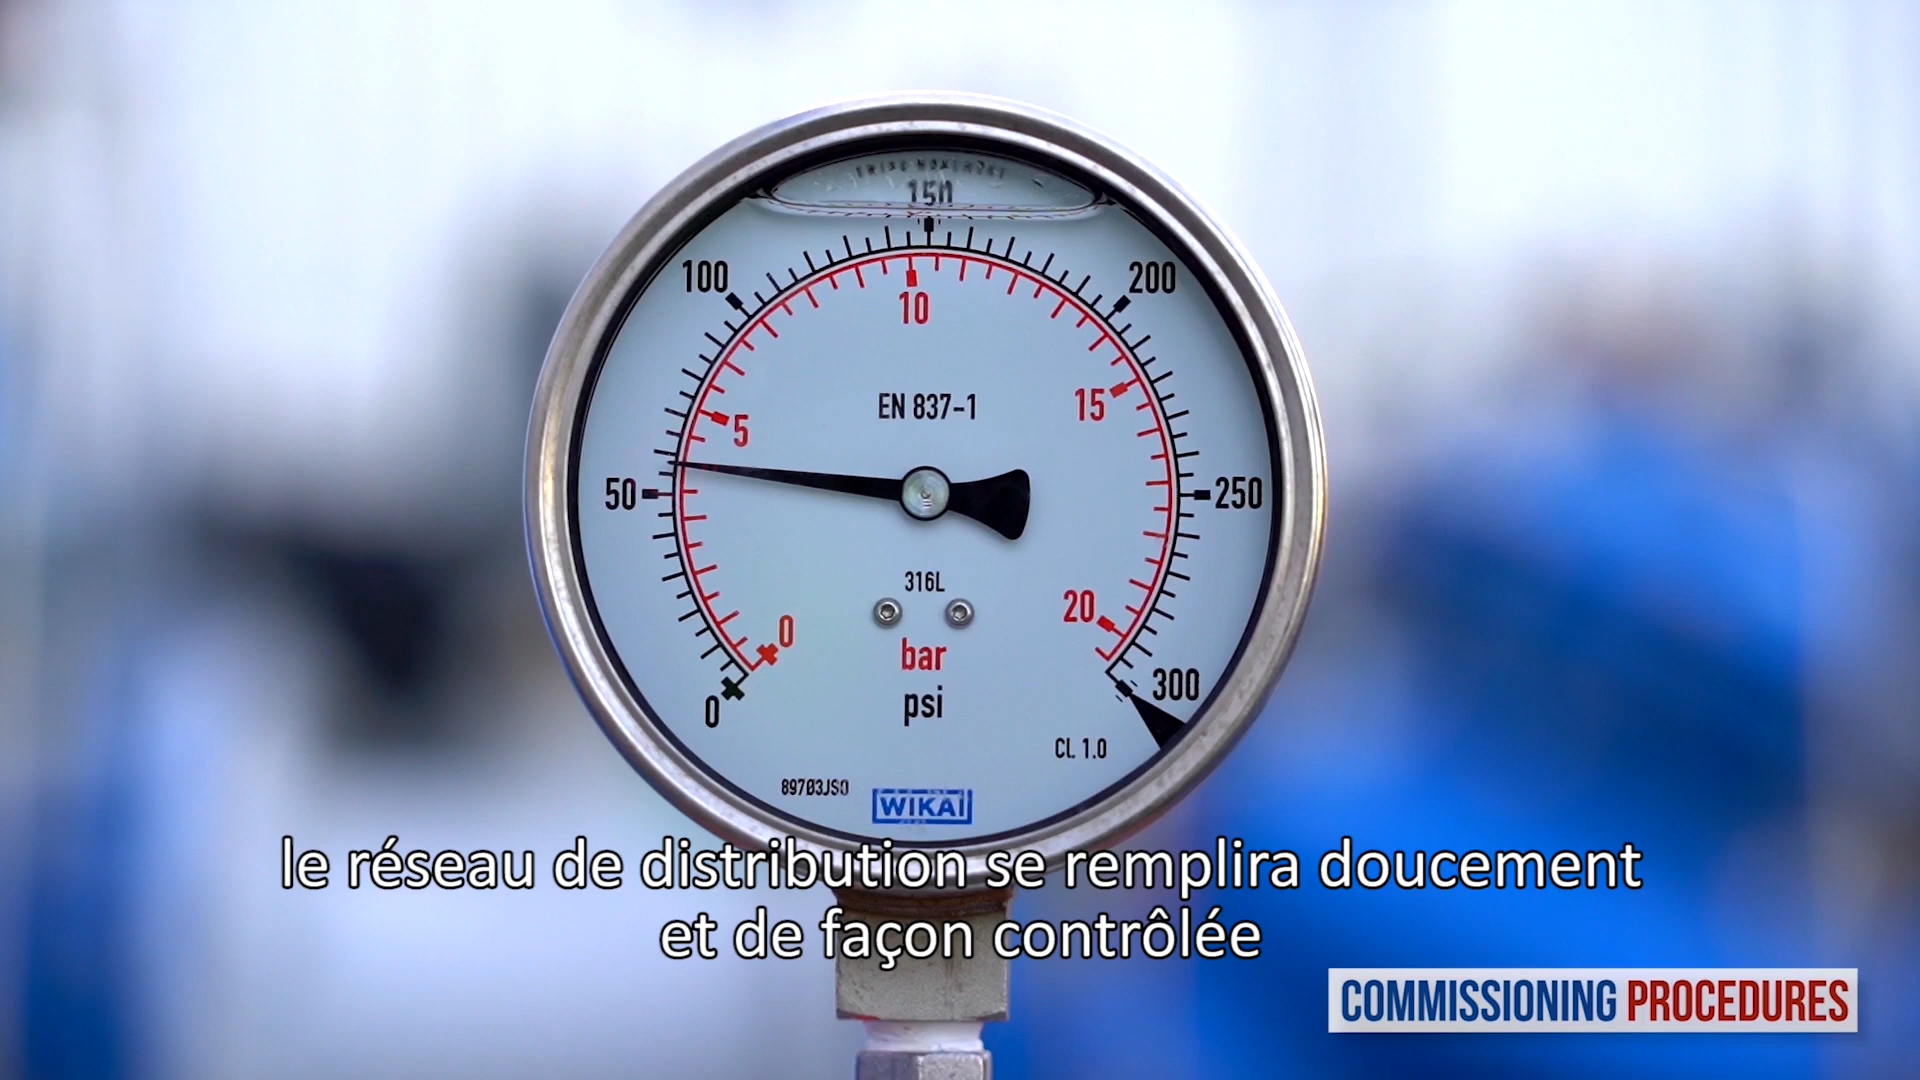 150
100
200
10
EN 837-1
15
5
50
250
316L
0
20
bar
300
psi
0
CL. 1.0
89703JS0
WIKAI
le réseau de distribution se remplira doucement
et de façon contrôlée
COMMISSIONING PROCEDURES